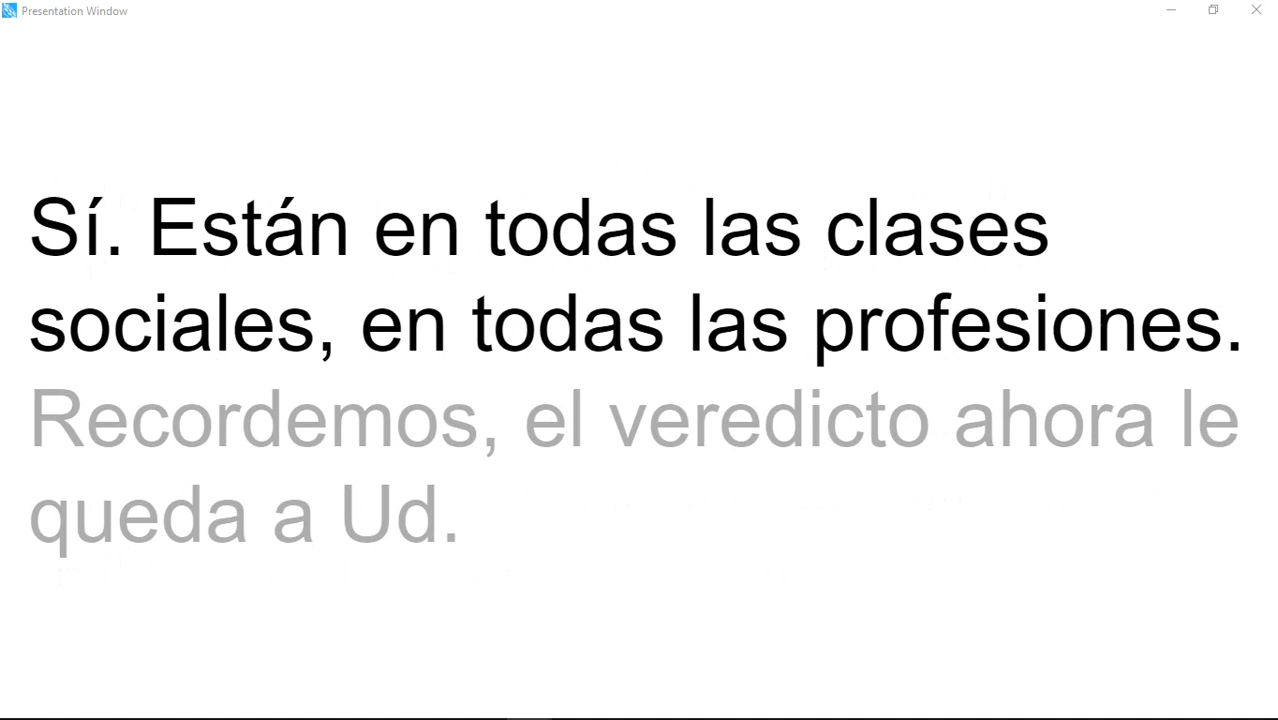 Presentation Window
Sí. Están en todas las clases
sociales, en todas las profesiones.
Recordemos, el veredicto ahora le
queda a Ud.